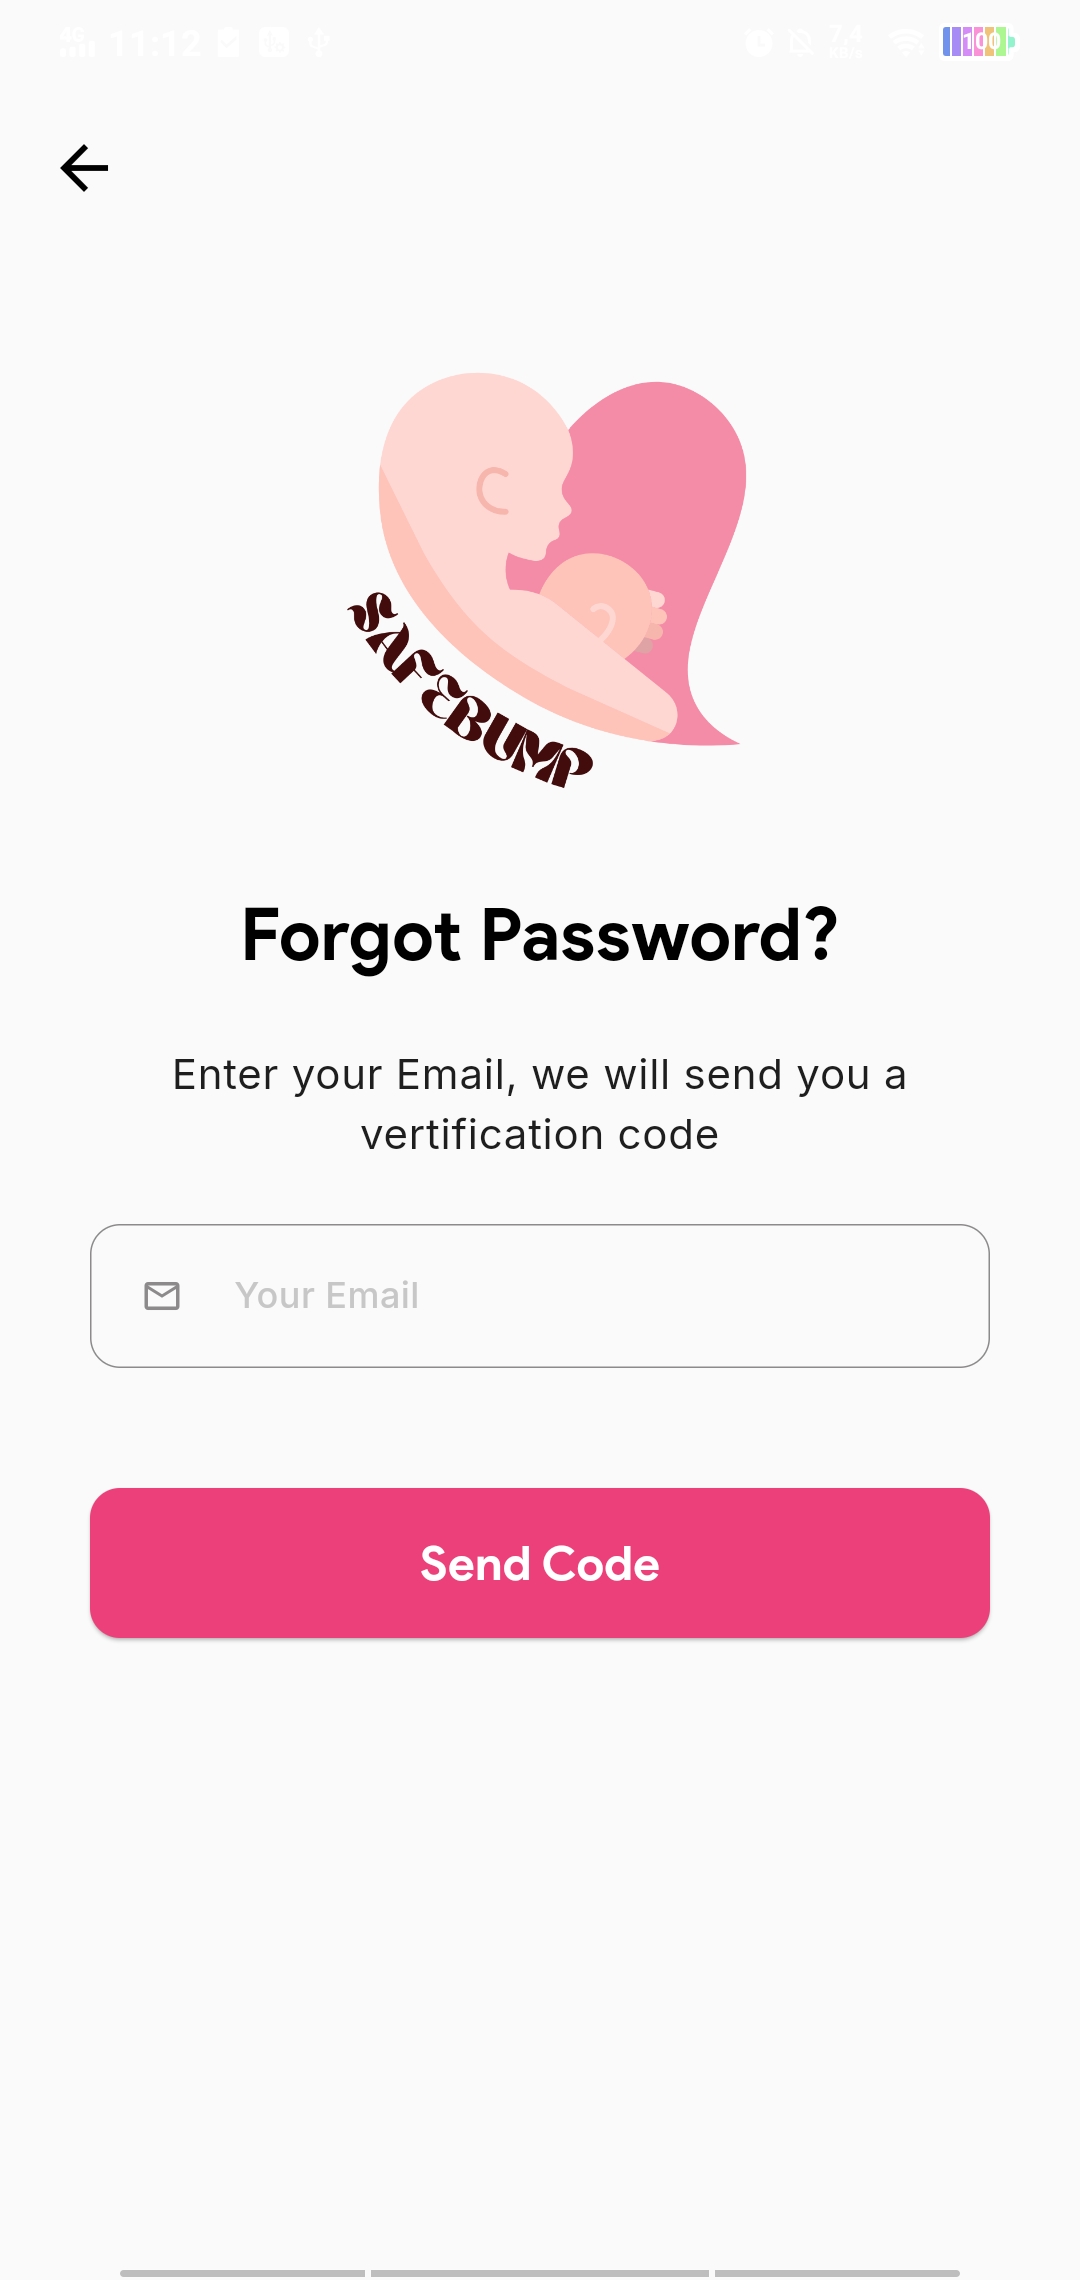 4G 11:12 7.4 KB/s 100
SAFEBUMP
Forgot Password?
Enter your Email, we will send you a
vertification code
Your Email
Send Code